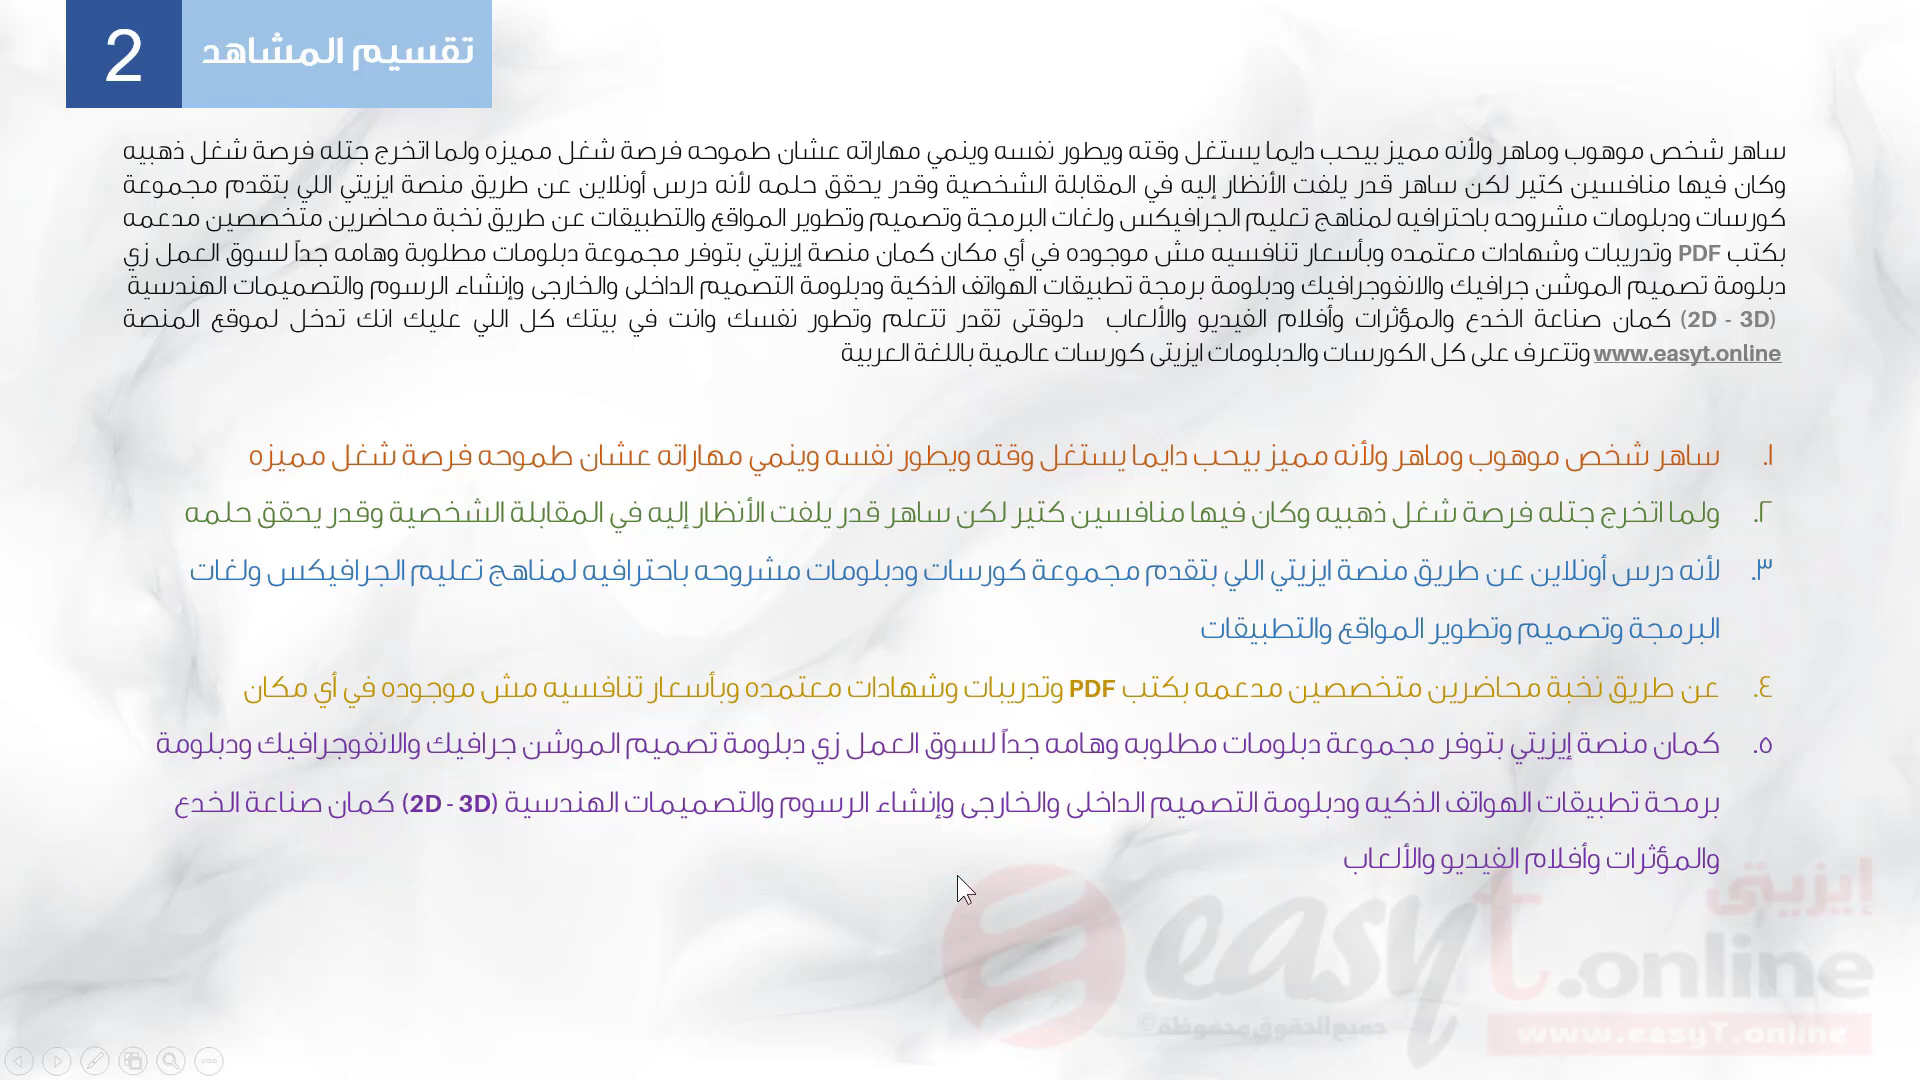 2 تقسيم المشاهد
ساهر شخص موهوب وماهر ولأنه مميز بيحب دايما يستغل وقته ويطور نفسه وينمي مهاراته عشان طموحه فرصة شغل مميزه ولما اتخرج جتله فرصة شغل ذهبيه
وكان فيها منافسين كتير لكن ساهر قدر يلفت الأنظار إليه في المقابلة الشخصية وقدر يحقق حلمه لأنه درس أونلاين عن طريق منصة ايزيتي اللي بتقدم مجموعة
كورسات ودبلومات مشروحه باحترافيه لمناهج تعليم الجرافيكس ولغات البرمجة وتصميم وتطوير المواقع والتطبيقات عن طريق نخبة محاضرين متخصصين مدعمه
بكتب PDF وتدريبات وشهادات معتمده وبأسعار تنافسيه مش موجوده في أي مكان كمان منصة إيزيتي بتوفر مجموعة دبلومات مطلوبة وهامه جداً لسوق العمل زي
دبلومة تصميم الموشن جرافيك والانفوجرافيك ودبلومة برمجة تطبيقات الهواتف الذكية ودبلومة التصميم الداخلى والخارجى وإنشاء الرسوم والتصميمات الهندسية
(2D - 3D) كمان صناعة الخدع والمؤثرات وأفلام الفيديو والألعاب دلوقتى تقدر تتعلم وتطور نفسك وانت في بيتك كل اللي عليك انك تدخل لموقع المنصة
www.easyt.online وتتعرف على كل الكورسات والدبلومات ايزيتى كورسات عالمية باللغة العربية
١. ساهر شخص موهوب وماهر ولأنه مميز بيحب دايما يستغل وقته ويطور نفسه وينمي مهاراته عشان طموحه فرصة شغل مميزه
٢. ولما اتخرج جتله فرصة شغل ذهبيه وكان فيها منافسين كتير لكن ساهر قدر يلفت الأنظار إليه في المقابلة الشخصية وقدر يحقق حلمه
٣. لأنه درس أونلاين عن طريق منصة ايزيتي اللي بتقدم مجموعة كورسات ودبلومات مشروحه باحترافيه لمناهج تعليم الجرافيكس ولغات
البرمجة وتصميم وتطوير المواقع والتطبيقات
٤. عن طريق نخبة محاضرين متخصصين مدعمه بكتب PDF وتدريبات وشهادات معتمده وبأسعار تنافسيه مش موجوده في أي مكان
٥. كمان منصة إيزيتي بتوفر مجموعة دبلومات مطلوبه وهامه جداً لسوق العمل زي دبلومة تصميم الموشن جرافيك والانفوجرافيك ودبلومة
برمحة تطبيقات الهواتف الذكيه ودبلومة التصميم الداخلى والخارجى وإنشاء الرسوم والتصميمات الهندسية (2D - 3D) كمان صناعة الخدع
والمؤثرات وأفلام الفيديو والألعاب
إيزيتى
easyt.online
جميع الحقوق محفوظة©
www.easyT.online